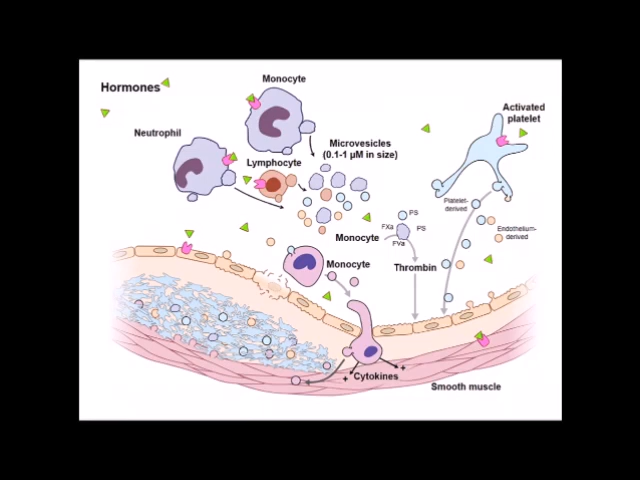 Hormones
Monocyte
Neutrophil
Lymphocyte
Microvesicles
(0.1-1 µM in size)
Activated
platelet
Platelet-
derived
PS
FXa
PS
FVa
Endothelium-
derived
Monocyte
Monocyte
Thrombin
+
Cytokines
+
Smooth muscle